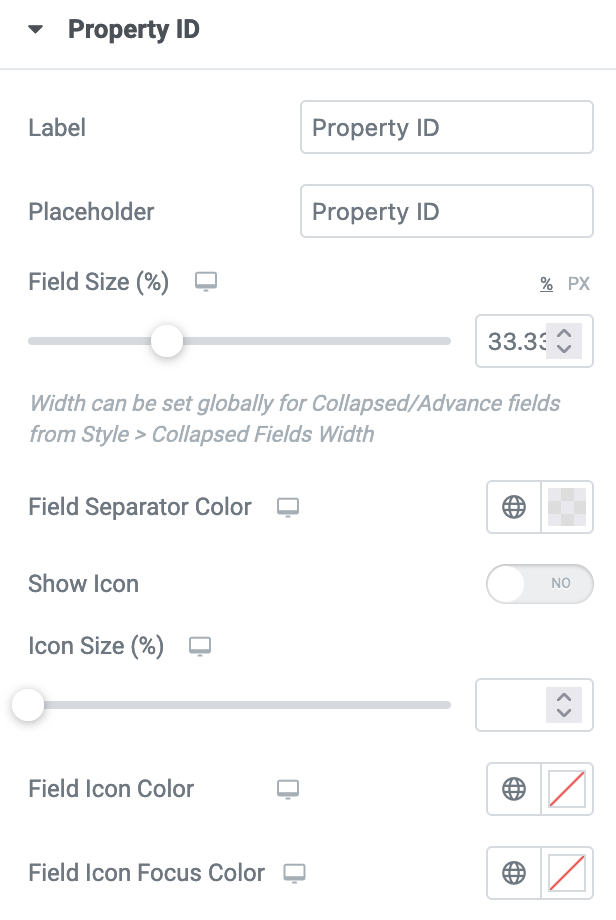 Property ID
Label
Property ID
Placeholder
Property ID
Field Size (%)
% PX
33.33
Width can be set globally for Collapsed/Advance fields
from Style > Collapsed Fields Width
Field Separator Color
Show Icon
NO
Icon Size (%)
Field Icon Color
Field Icon Focus Color